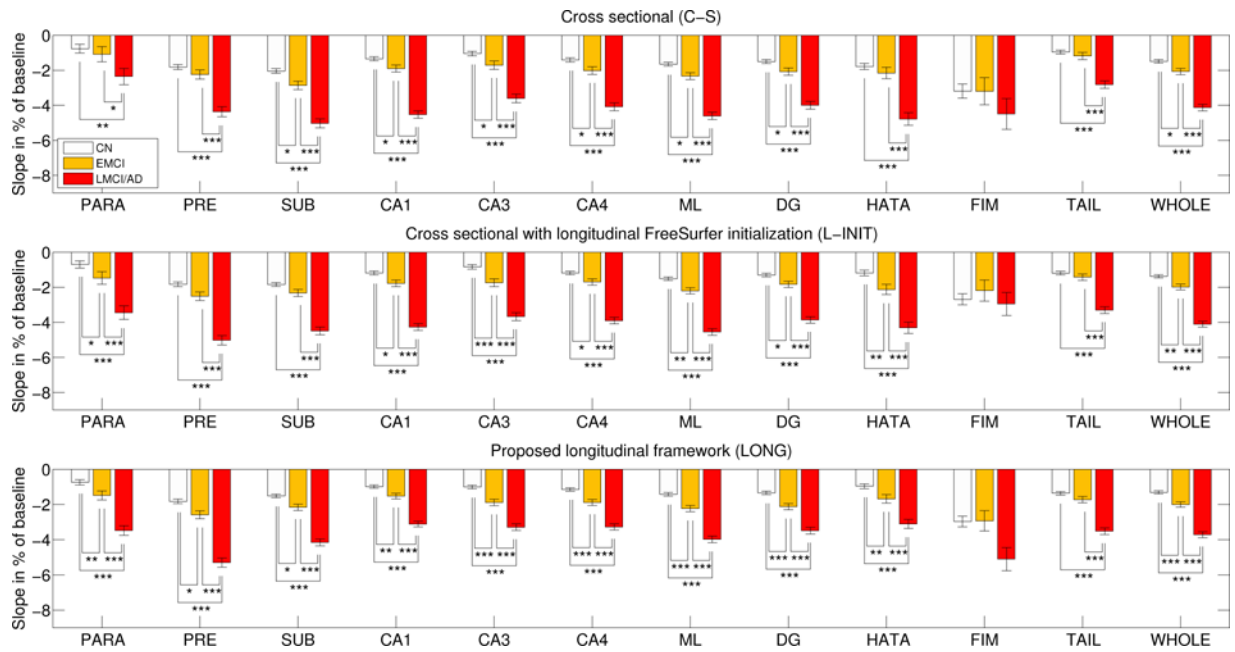 Cross sectional (C-S)
Slope in % of baseline
0
−2
−4
−6
−8
CN
EMCI
LMCI/AD
* *** * *** * *** * *** * *** * *** * *** * ***
** *** *** *** *** *** *** *** *** *** ***
PARA PRE SUB CA1 CA3 CA4 ML DG HATA FIM TAIL WHOLE
Cross sectional with longitudinal FreeSurfer initialization (L-INIT)
Slope in % of baseline
0
−2
−4
−6
−8
* *** *** *** * *** *** *** * *** ** *** * *** ** *** *** ** ***
*** *** *** *** *** *** *** *** *** *** ***
PARA PRE SUB CA1 CA3 CA4 ML DG HATA FIM TAIL WHOLE
Proposed longitudinal framework (LONG)
Slope in % of baseline
0
−2
−4
−6
−8
** *** * *** * *** ** *** *** *** *** *** *** *** *** *** ** *** *** *** ***
*** *** *** *** *** *** *** *** *** *** ***
PARA PRE SUB CA1 CA3 CA4 ML DG HATA FIM TAIL WHOLE